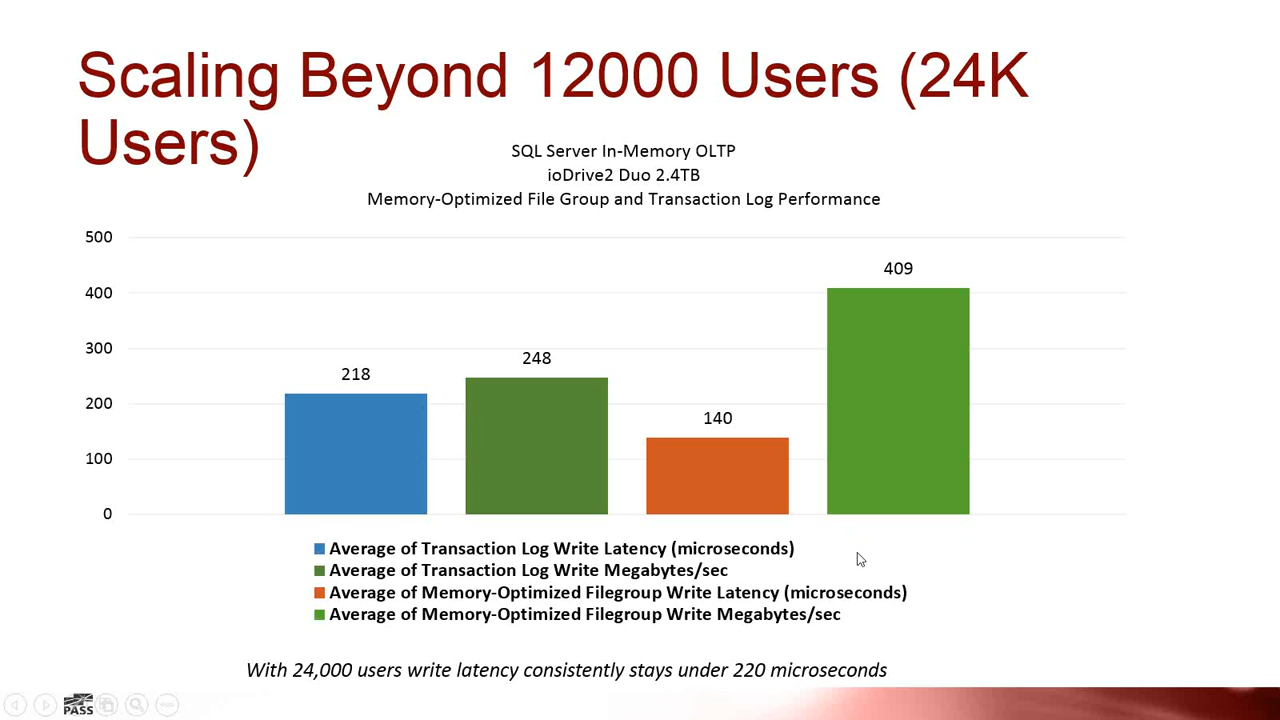 Scaling Beyond 12000 Users (24K
Users)
SQL Server In-Memory OLTP
ioDrive2 Duo 2.4TB
Memory-Optimized File Group and Transaction Log Performance
500
400
300
200
100
0
218
248
140
409
Average of Transaction Log Write Latency (microseconds)
Average of Transaction Log Write Megabytes/sec
Average of Memory-Optimized Filegroup Write Latency (microseconds)
Average of Memory-Optimized Filegroup Write Megabytes/sec
With 24,000 users write latency consistently stays under 220 microseconds
PASS